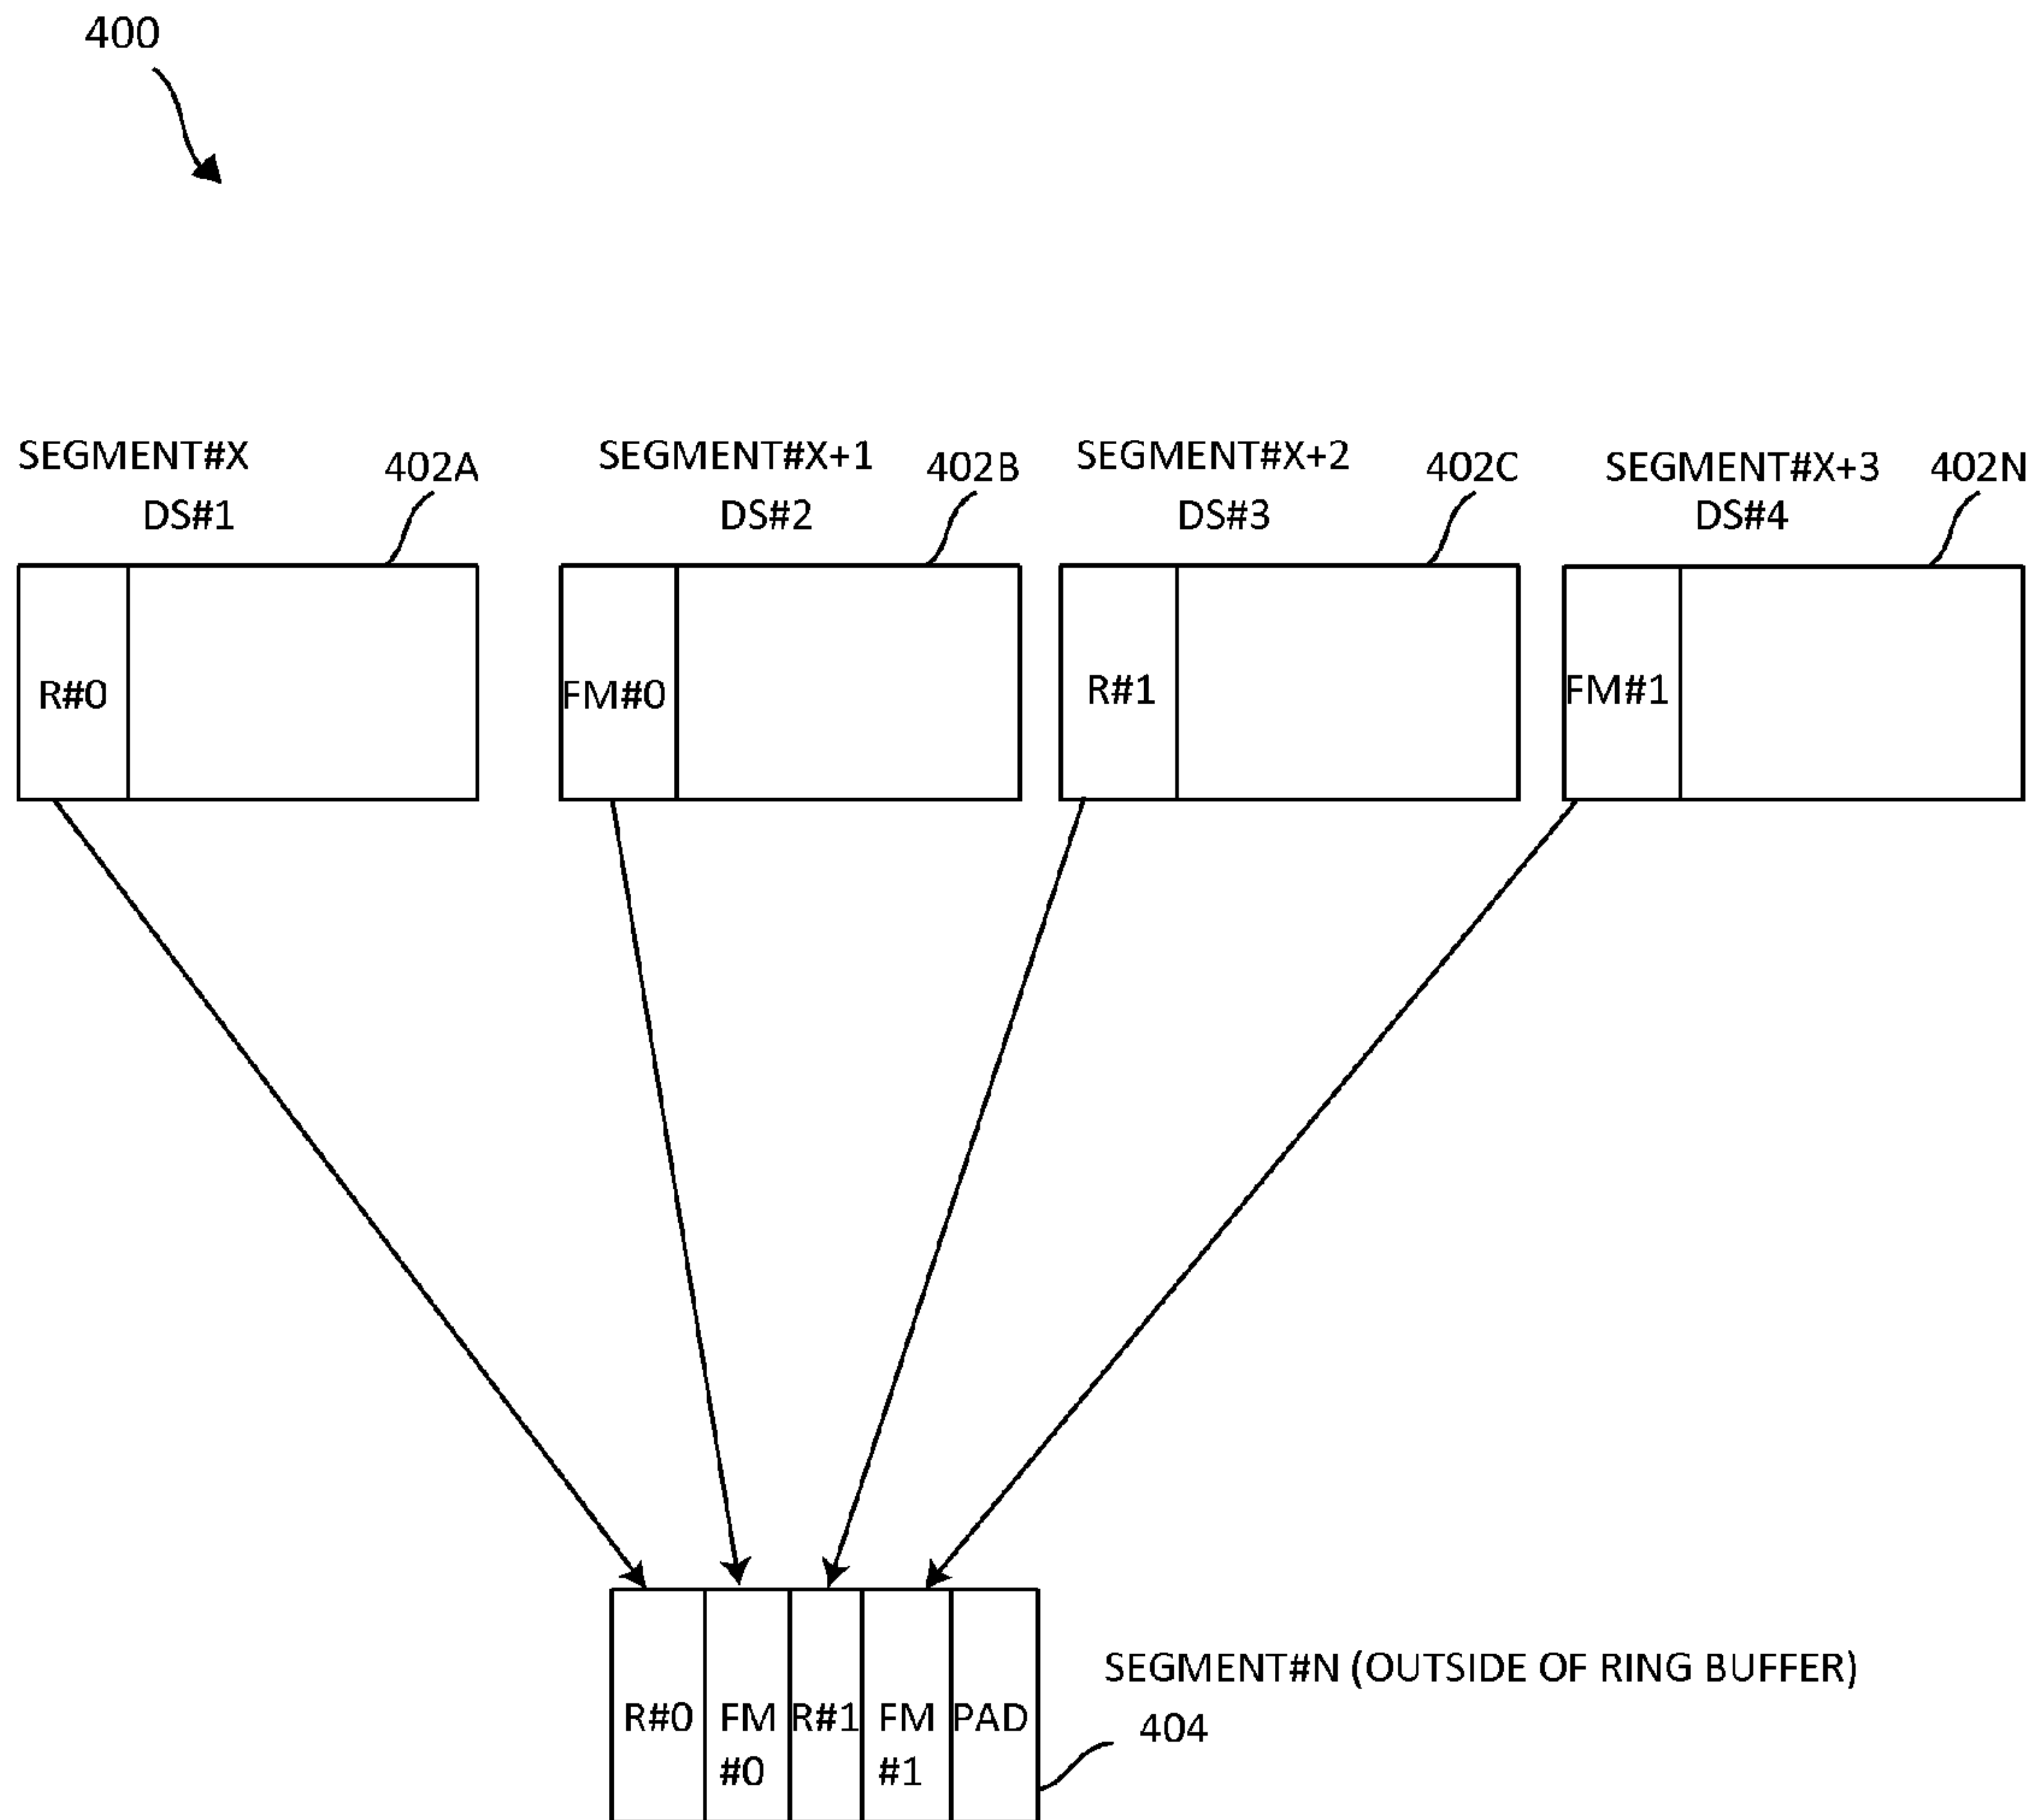 400
SEGMENT#X
DS#1
402A
SEGMENT#X+1
DS#2
402B
SEGMENT#X+2
DS#3
402C
SEGMENT#X+3
DS#4
402N
R#0
FM#0
R#1
FM#1
R#0
FM
#0
R#1
FM
#1
PAD
SEGMENT#N (OUTSIDE OF RING BUFFER)
404